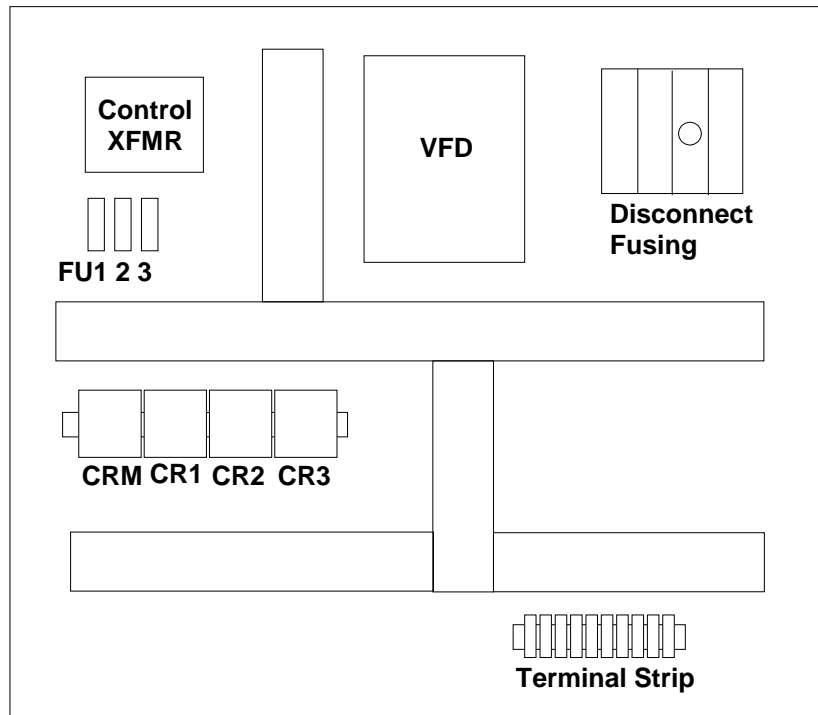 Control
XFMR
VFD
Disconnect
Fusing
FU1 2 3
CRM CR1 CR2 CR3
Terminal Strip